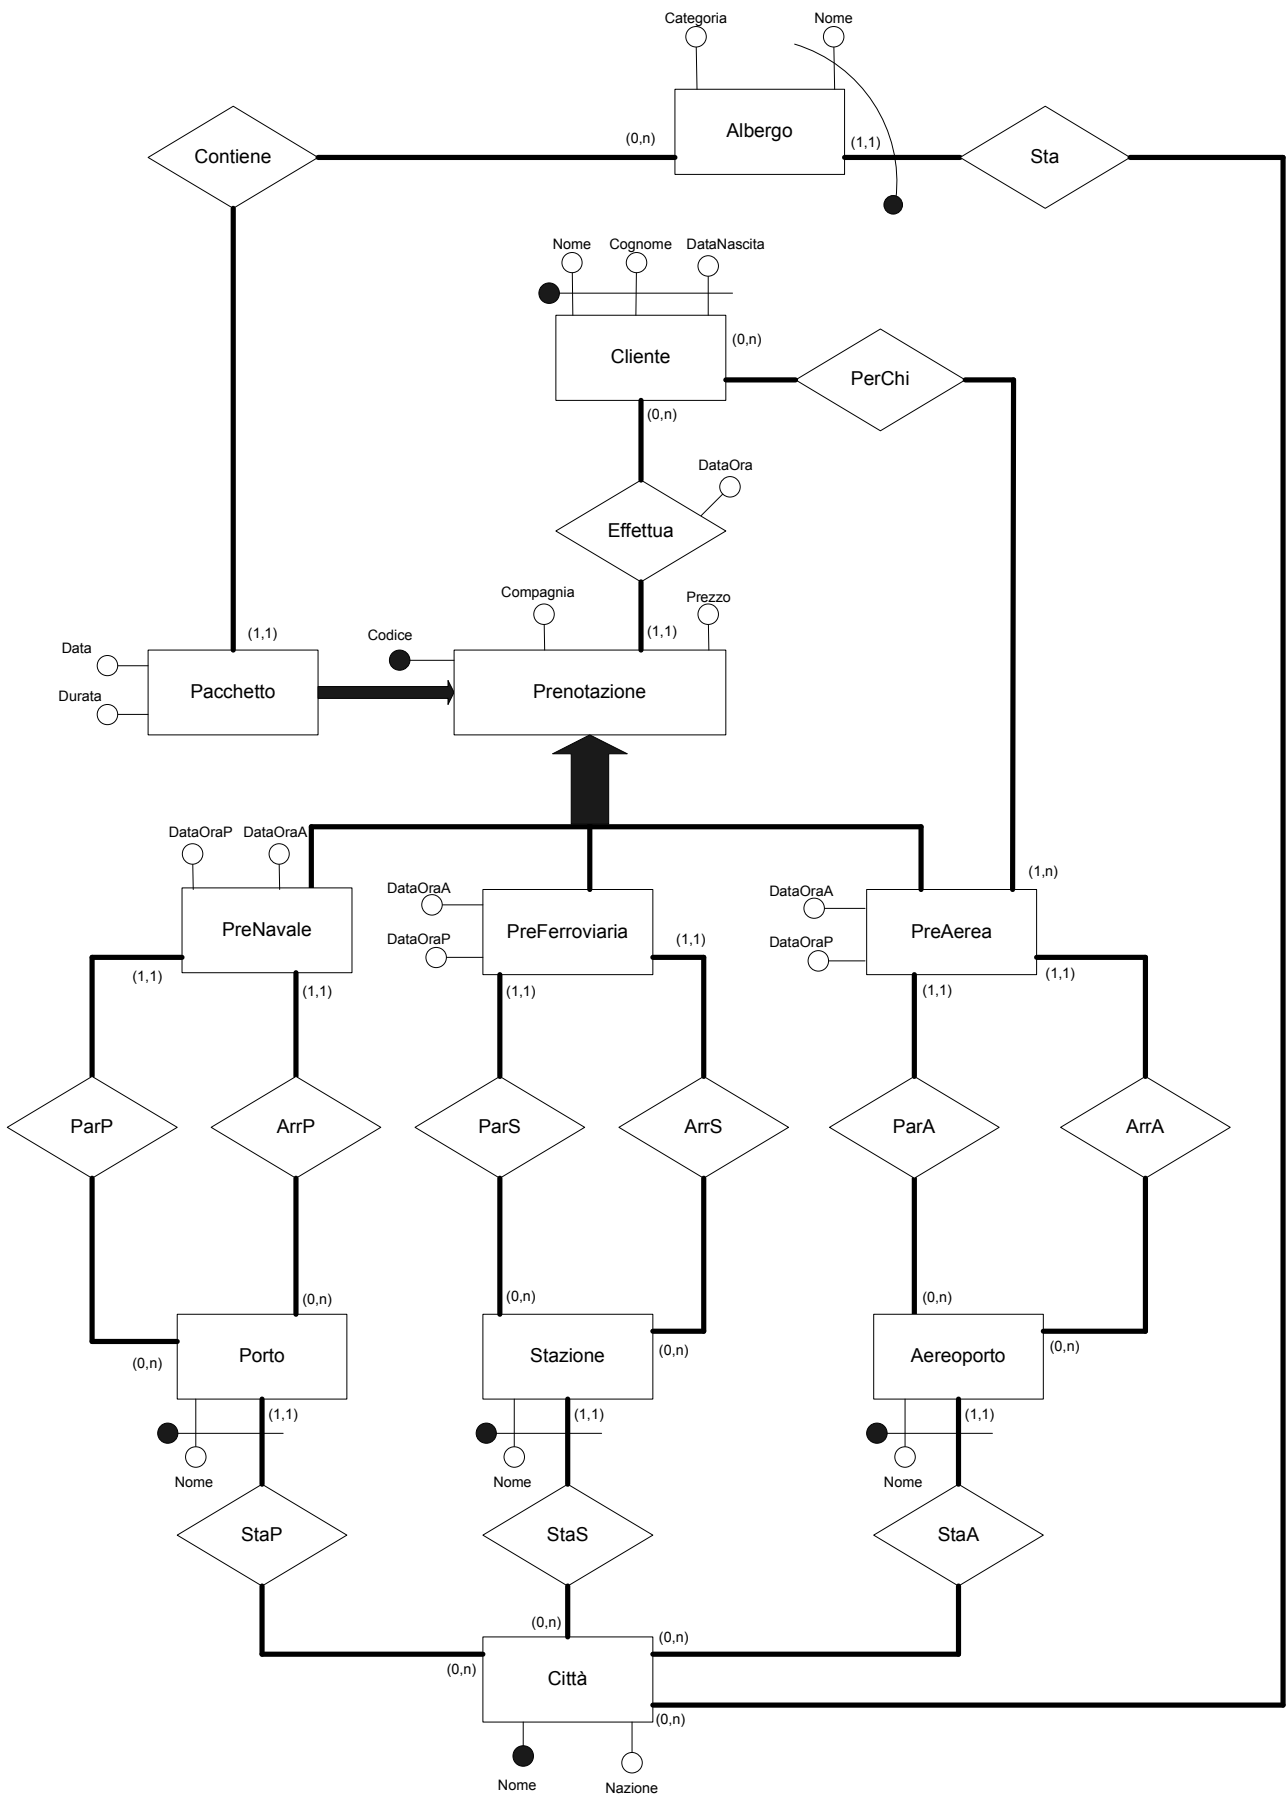 Categoria
Nome
Albergo
(0,n)
(1,1)
Contiene
Sta
Nome
Cognome
DataNascita
(0,n)
Cliente
PerChi
(0,n)
DataOra
Effettua
Compagnia
Prezzo
(1,1)
(1,1)
Codice
Data
Durata
Pacchetto
Prenotazione
DataOraP
DataOraA
(1,n)
DataOraA
DataOraA
PreNavale
PreFerroviaria
PreAerea
DataOraP
(1,1)
DataOraP
(1,1)
(1,1)
(1,1)
(1,1)
(1,1)
ParP
ArrP
ParS
ArrS
ParA
ArrA
(0,n)
(0,n)
(0,n)
Porto
Stazione
Aereoporto
(0,n)
(0,n)
(0,n)
(1,1)
(1,1)
(1,1)
Nome
Nome
Nome
StaP
StaS
StaA
(0,n)
(0,n)
(0,n)
Città
(0,n)
Nome
Nazione